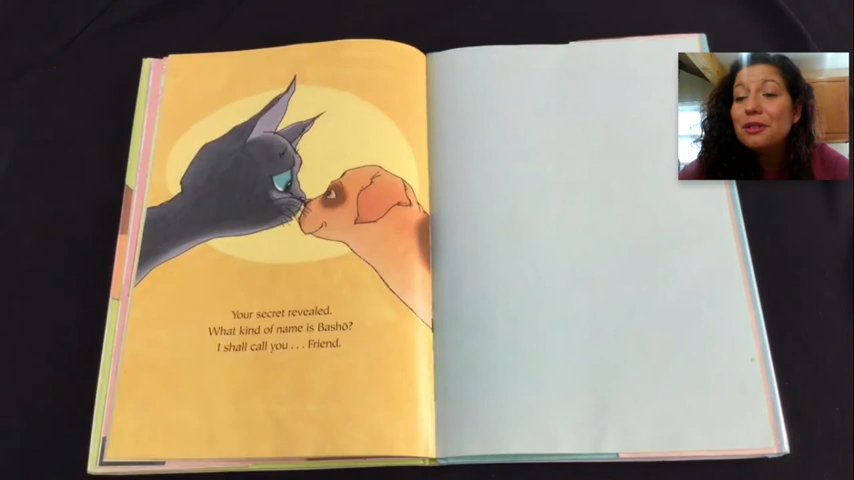 Your secret revealed.
What kind of name is Bashō?
I shall call you . . . Friend.